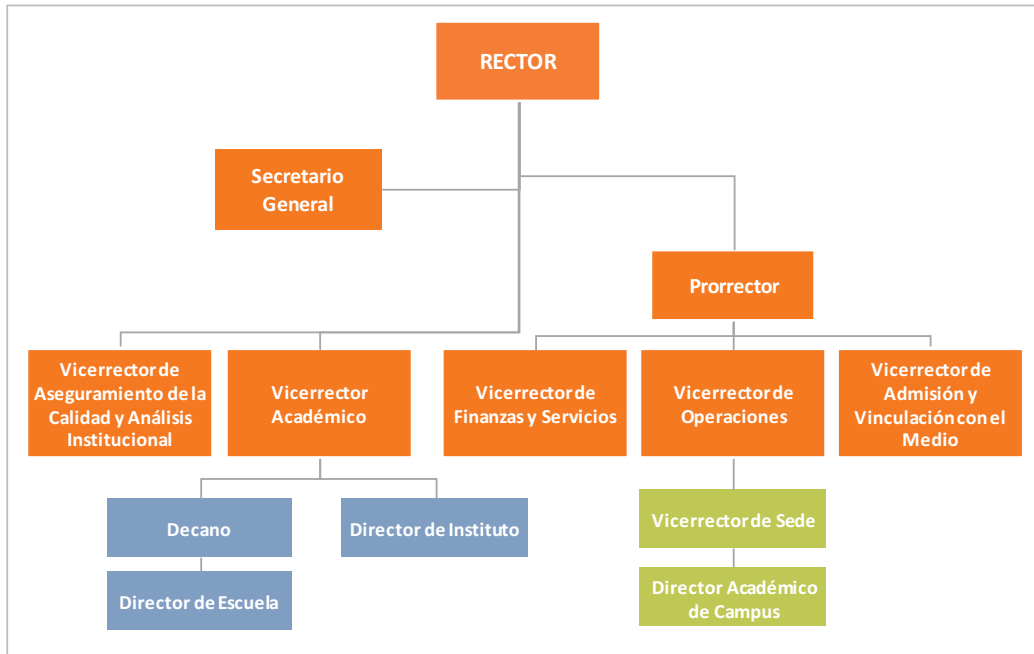 RECTOR
Secretario
General
Prorrector
Vicerrector de
Aseguramiento de la
Calidad y Análisis
Institucional
Vicerrector
Académico
Vicerrector de
Finanzas y Servicios
Vicerrector de
Operaciones
Vicerrector de
Admisión y
Vinculación con el
Medio
Decano
Director de Instituto
Vicerrector de Sede
Director de Escuela
Director Académico
de Campus